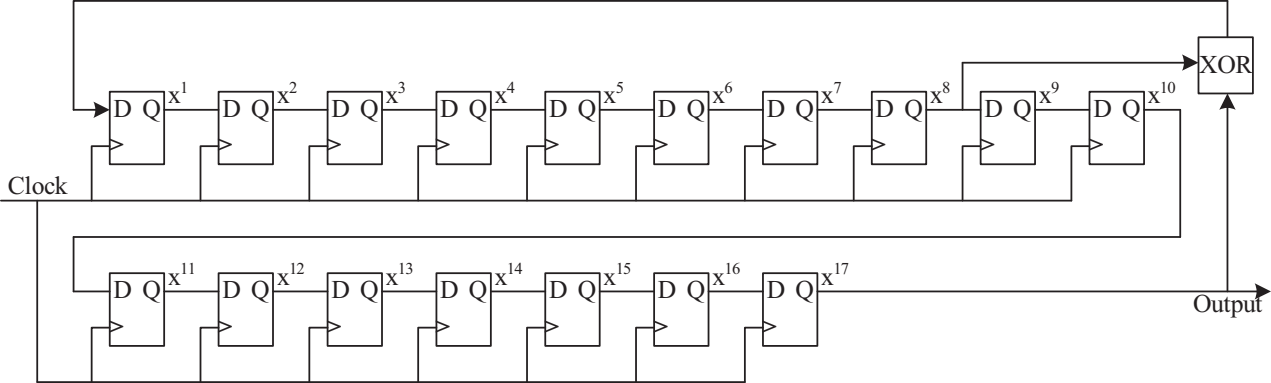 XOR
D Q x¹ D Q x² D Q x³ D Q x⁴ D Q x⁵ D Q x⁶ D Q x⁷ D Q x⁸ D Q x⁹ D Q x¹⁰
Clock
D Q x¹¹ D Q x¹² D Q x¹³ D Q x¹⁴ D Q x¹⁵ D Q x¹⁶ D Q x¹⁷
Output